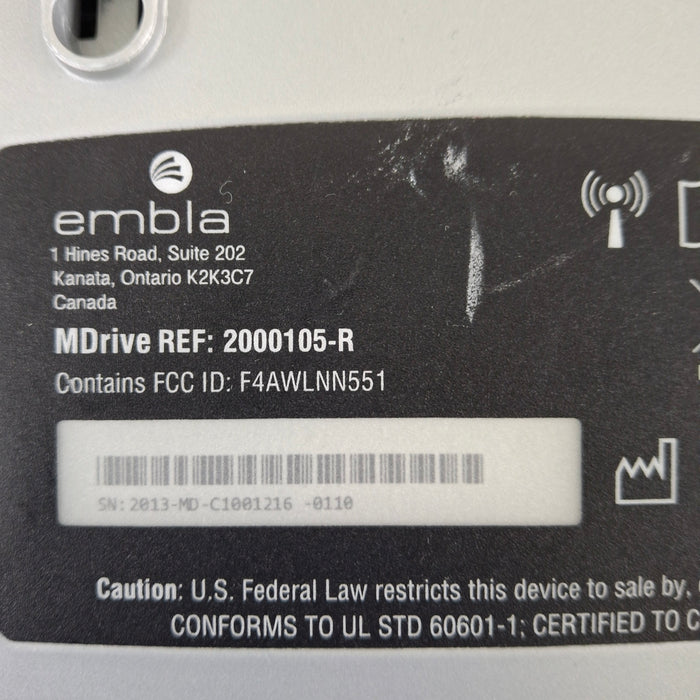 embla
1 Hines Road, Suite 202
Kanata, Ontario K2K3C7
Canada
MDrive REF: 2000105-R
Contains FCC ID: F4AWLNN551
SN:2013-MD-C1001216 -0110
Caution: U.S. Federal Law restricts this device to sale by,
CONFORMS TO UL STD 60601-1; CERTIFIED TO C